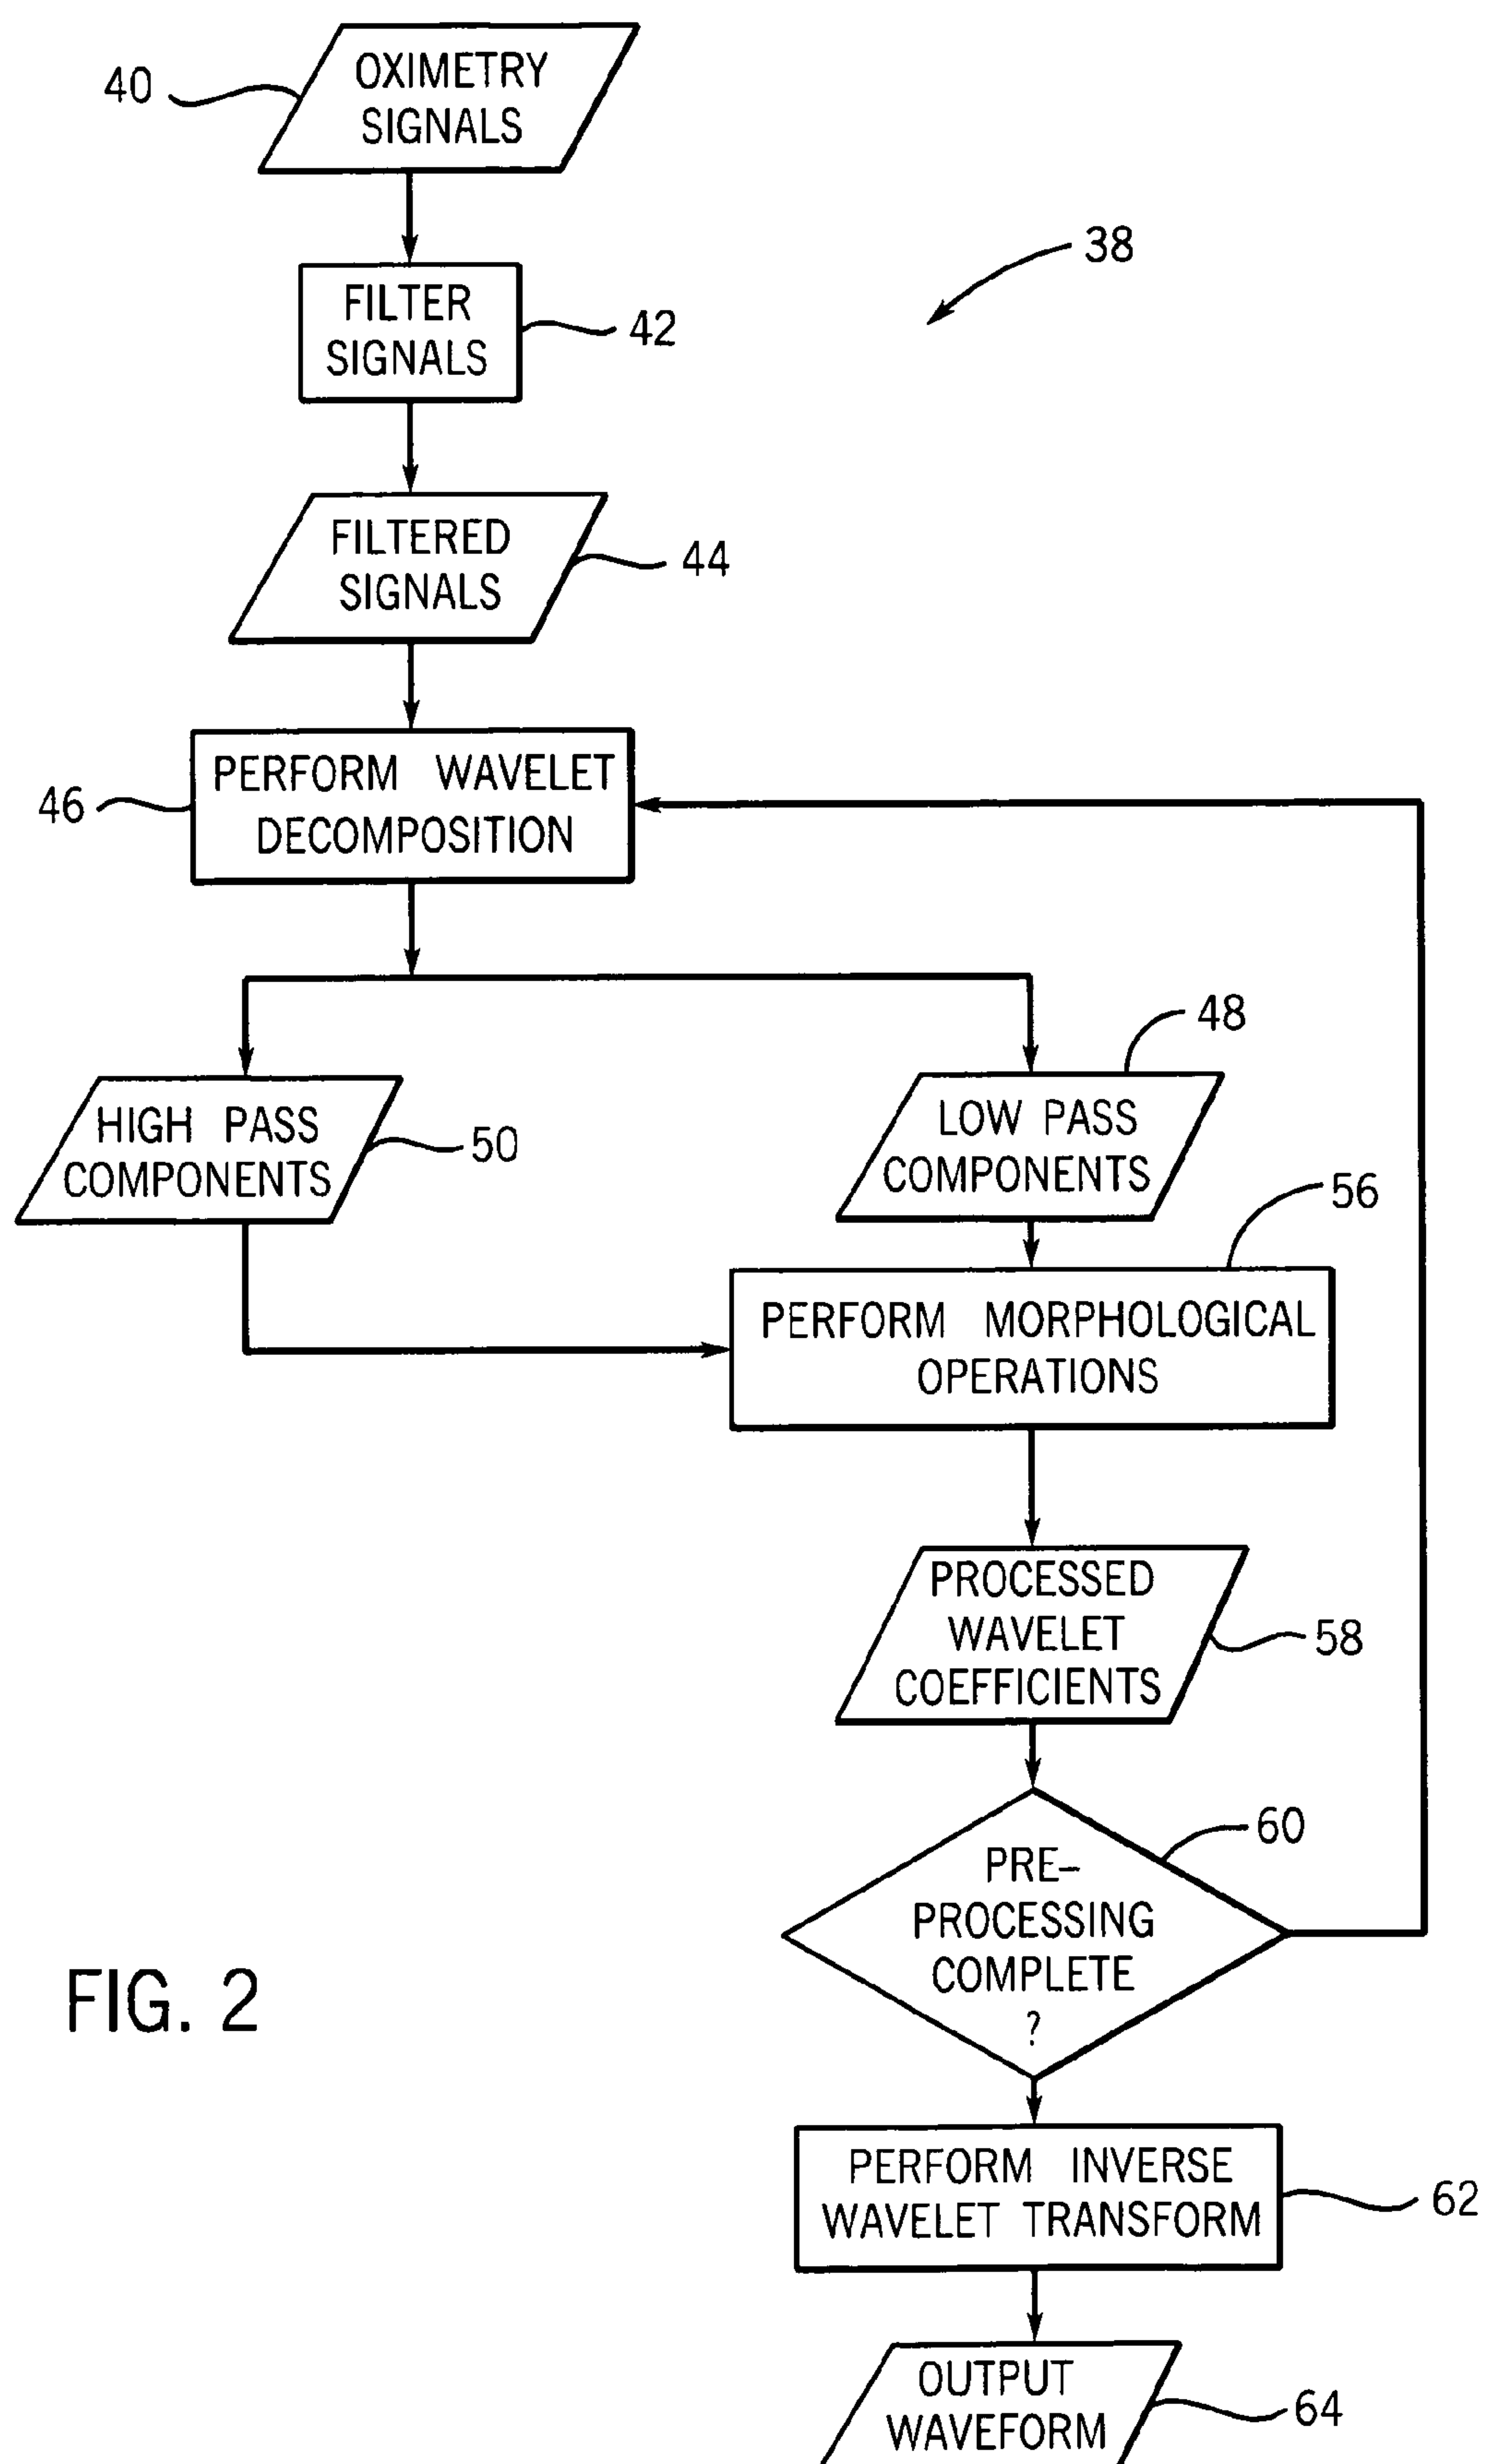 40
OXIMETRY
SIGNALS
38
FILTER
SIGNALS
42
FILTERED
SIGNALS
44
46
PERFORM WAVELET
DECOMPOSITION
48
HIGH PASS
COMPONENTS
50
LOW PASS
COMPONENTS
56
PERFORM MORPHOLOGICAL
OPERATIONS
PROCESSED
WAVELET
COEFFICIENTS
58
60
PRE–
PROCESSING
COMPLETE
?
FIG. 2
PERFORM INVERSE
WAVELET TRANSFORM
62
OUTPUT
WAVEFORM
64